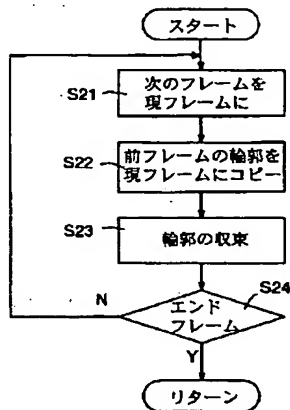 スタート
S21
次のフレームを
現フレームに
S22
前フレームの輪郭を
現フレームにコピー
S23
輪郭の収束
S24
エンド
フレーム
N
Y
リターン